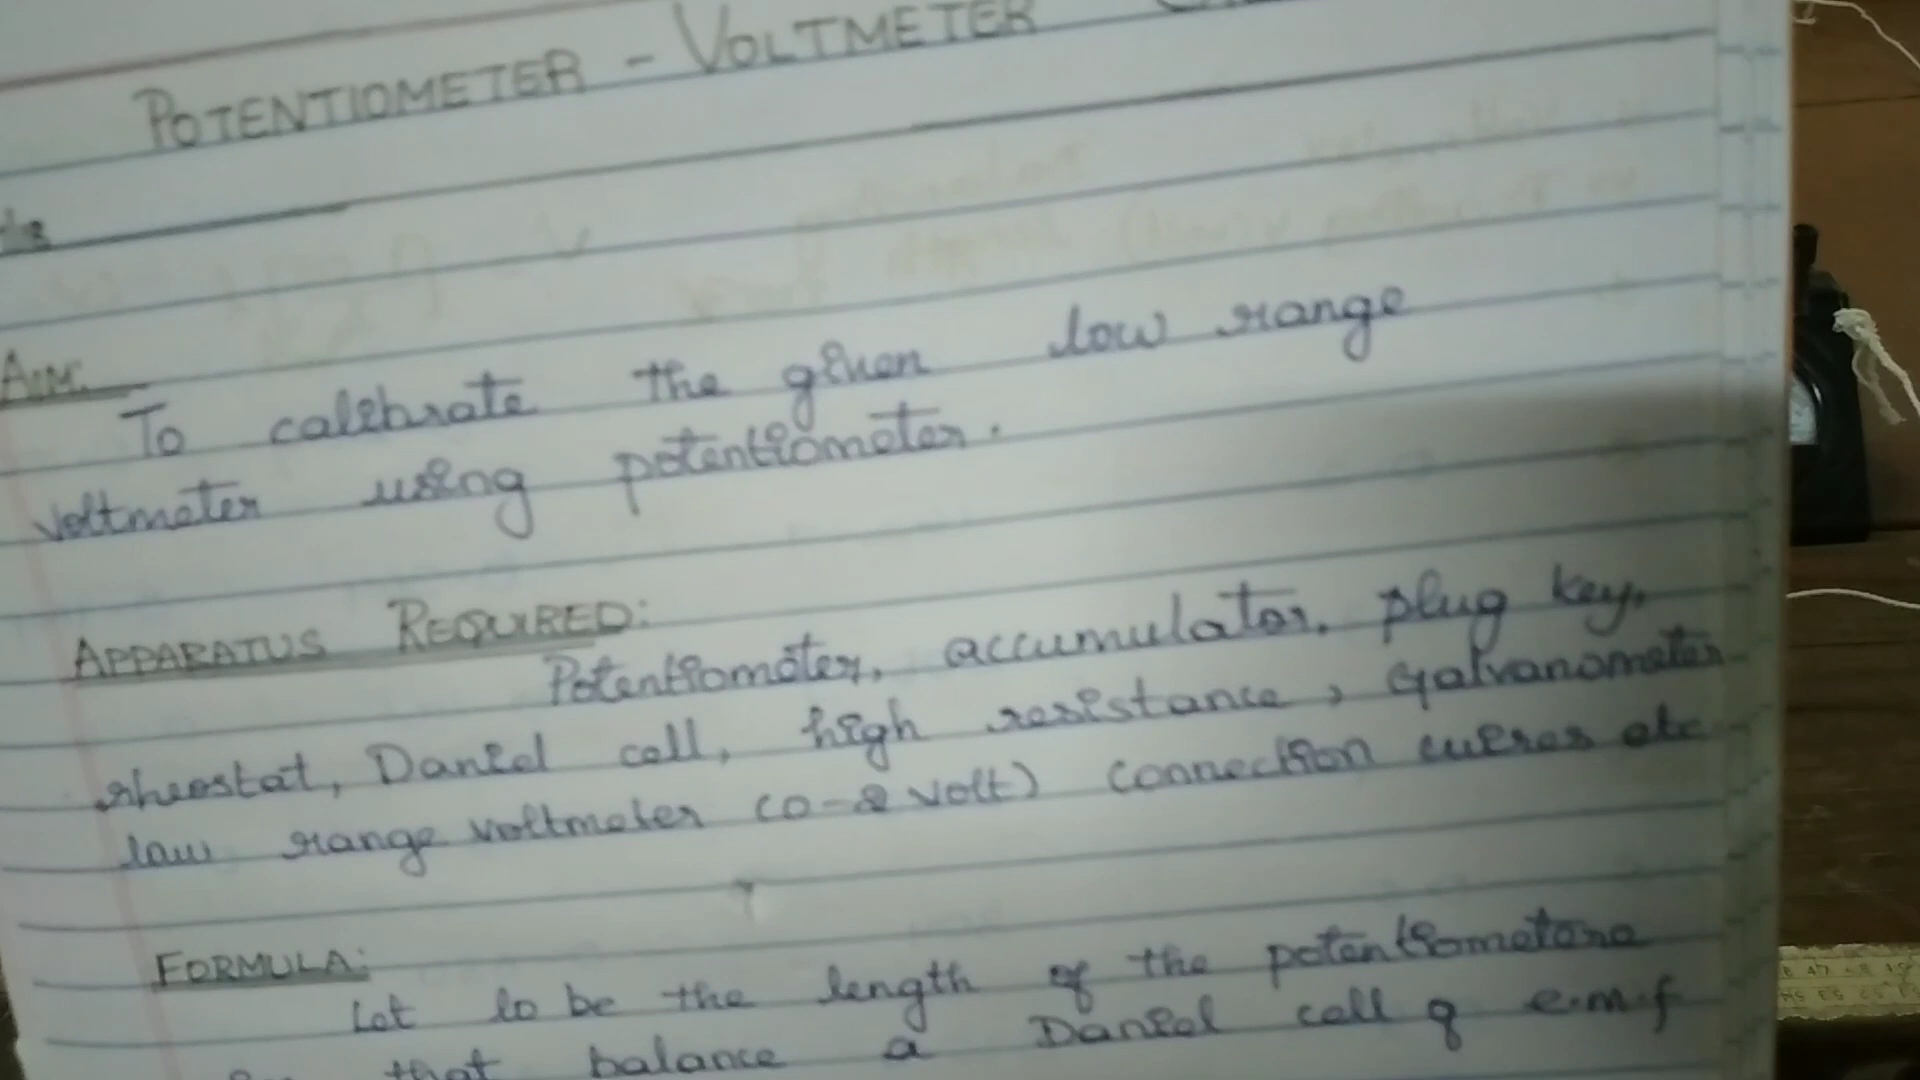 POTENTIOMETER - VOLTMETER
AIM:
To calibrate the given low range
voltmeter using potentiometer.
APPARATUS REQUIRED:
Potentiometer, accumulator, plug key,
rheostat, Daniel cell, high resistance, Galvanometer
low range voltmeter (0-2 volt) connection wires etc
FORMULA:
Let lo be the length of the
that balance a Daniel cell of e.m.f